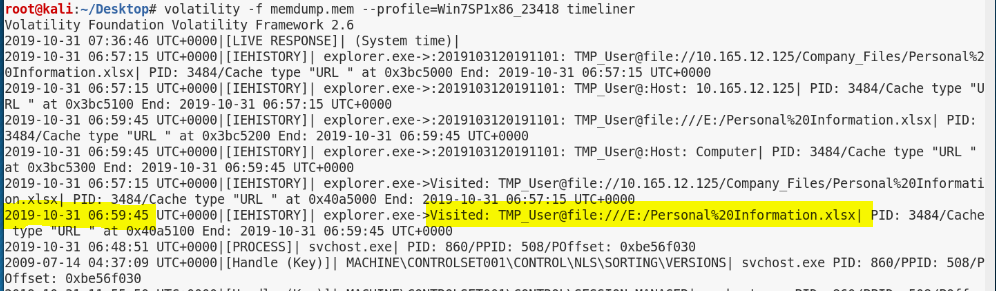 root@kali:~/Desktop# volatility -f memdump.mem --profile=Win7SP1x86_23418 timeliner
Volatility Foundation Volatility Framework 2.6
2019-10-31 07:36:46 UTC+0000|[LIVE RESPONSE]| (System time)|
2019-10-31 06:57:15 UTC+0000|[IEHISTORY]| explorer.exe->:2019103120191101: TMP_User@file://10.165.12.125/Company_Files/Personal%2
0Information.xlsx| PID: 3484/Cache type "URL " at 0x3bc5000 End: 2019-10-31 06:57:15 UTC+0000
2019-10-31 06:57:15 UTC+0000|[IEHISTORY]| explorer.exe->:2019103120191101: TMP_User@:Host: 10.165.12.125| PID: 3484/Cache type "U
RL " at 0x3bc5100 End: 2019-10-31 06:57:15 UTC+0000
2019-10-31 06:59:45 UTC+0000|[IEHISTORY]| explorer.exe->:2019103120191101: TMP_User@file:///E:/Personal%20Information.xlsx| PID:
3484/Cache type "URL " at 0x3bc5200 End: 2019-10-31 06:59:45 UTC+0000
2019-10-31 06:59:45 UTC+0000|[IEHISTORY]| explorer.exe->:2019103120191101: TMP_User@:Host: Computer| PID: 3484/Cache type "URL "
at 0x3bc5300 End: 2019-10-31 06:59:45 UTC+0000
2019-10-31 06:57:15 UTC+0000|[IEHISTORY]| explorer.exe->Visited: TMP_User@file://10.165.12.125/Company_Files/Personal%20Informati
on.xlsx| PID: 3484/Cache type "URL " at 0x40a5000 End: 2019-10-31 06:57:15 UTC+0000
2019-10-31 06:59:45 UTC+0000|[IEHISTORY]| explorer.exe->Visited: TMP_User@file:///E:/Personal%20Information.xlsx| PID: 3484/Cache
type "URL " at 0x40a5100 End: 2019-10-31 06:59:45 UTC+0000
2019-10-31 06:48:51 UTC+0000|[PROCESS]| svchost.exe| PID: 860/PPID: 508/POffset: 0xbe56f030
2009-07-14 04:37:09 UTC+0000|[Handle (Key)]| MACHINE\CONTROLSET001\CONTROL\NLS\SORTING\VERSIONS| svchost.exe PID: 860/PPID: 508/P
Offset: 0xbe56f030